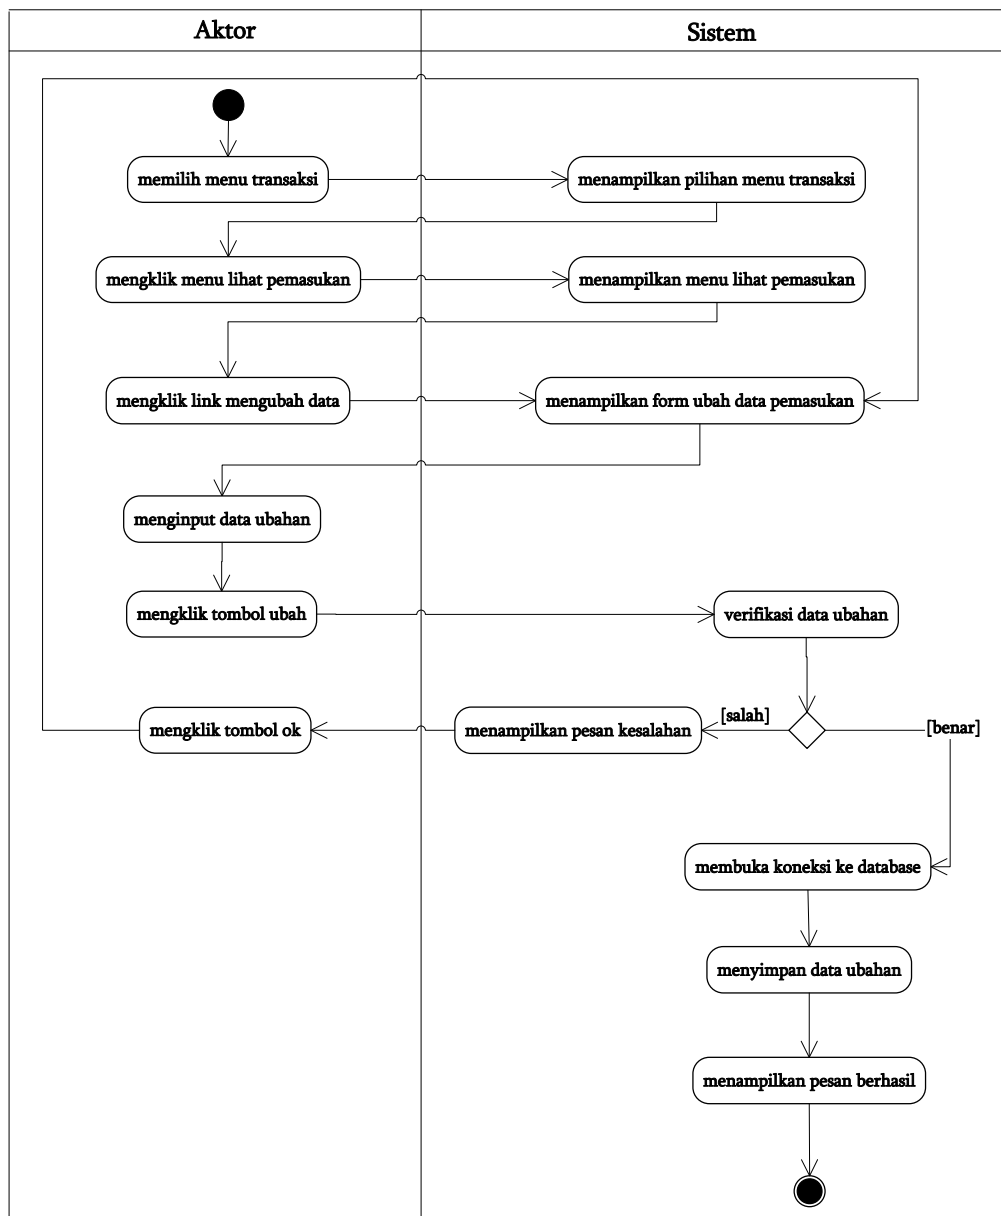 Aktor
Sistem
memilih menu transaksi
menampilkan pilihan menu transaksi
mengklik menu lihat pemasukan
menampilkan menu lihat pemasukan
mengklik link mengubah data
menampilkan form ubah data pemasukan
menginput data ubahan
mengklik tombol ubah
verifikasi data ubahan
[salah]
[benar]
mengklik tombol ok
menampilkan pesan kesalahan
membuka koneksi ke database
menyimpan data ubahan
menampilkan pesan berhasil